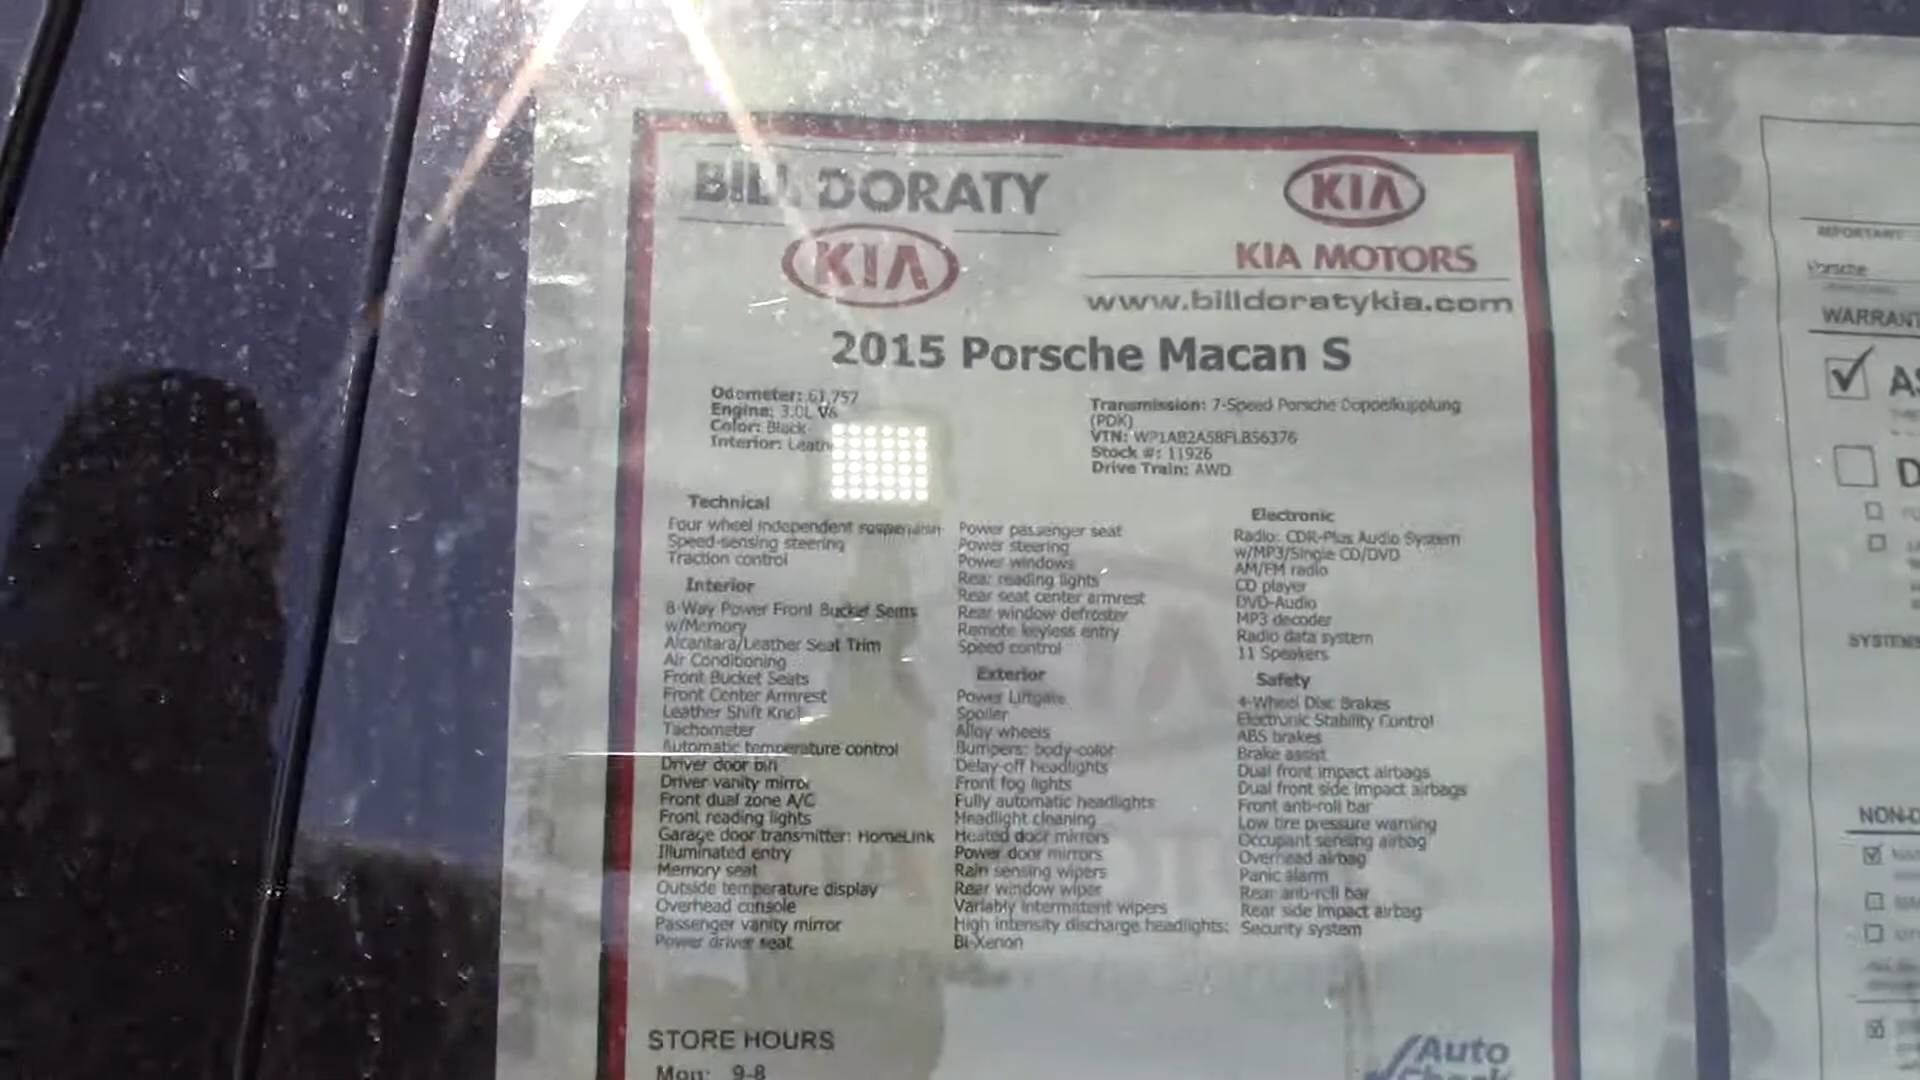 BILL DORATY
KIA
KIA
KIA MOTORS
www.billdoratykia.com
2015 Porsche Macan S
Odometer: 61,757
Engine: 3.0L V6
Color: Black
Interior:
Transmission: 7-Speed Porsche Doppelkupplung
(PDK)
VIN: WP1AB2A58FLB56376
Stock #: 11926
Drive Train: AWD
Technical
Four wheel independent suspension
Speed-sensing steering
Traction control
Interior
8-Way Power Front Bucket Seats
w/Memory
Alcantara/Leather Seat Trim
Air Conditioning
Front Bucket Seats
Front Center Armrest
Leather Shift Knob
Tachometer
Automatic temperature control
Driver door bin
Driver vanity mirror
Front dual zone A/C
Front reading lights
Garage door transmitter: HomeLink
Illuminated entry
Memory seat
Outside temperature display
Overhead console
Passenger vanity mirror
Power driver seat
Power passenger seat
Power steering
Power windows
Rear reading lights
Rear seat center armrest
Rear window defroster
Remote keyless entry
Speed control
Exterior
Power Liftgate
Spoiler
Alloy wheels
Bumpers: body-color
Delay-off headlights
Front fog lights
Fully automatic headlights
Headlight cleaning
Heated door mirrors
Power door mirrors
Rain sensing wipers
Rear window wiper
Variably intermittent wipers
High intensity discharge headlights:
Bi-Xenon
Electronic
Radio: CDR-Plus Audio System
w/MP3/Single CD/DVD
AM/FM radio
CD player
DVD-Audio
MP3 decoder
Radio data system
11 Speakers
Safety
4-Wheel Disc Brakes
Electronic Stability Control
ABS brakes
Brake assist
Dual front impact airbags
Dual front side impact airbags
Front anti-roll bar
Low tire pressure warning
Occupant sensing airbag
Overhead airbag
Panic alarm
Rear anti-roll bar
Rear side impact airbag
Security system
STORE HOURS
Mon: 9-8
Auto
Check
IMPORTANT
Porsche
WARRANT
AS
D
SYSTEMS
NON-D